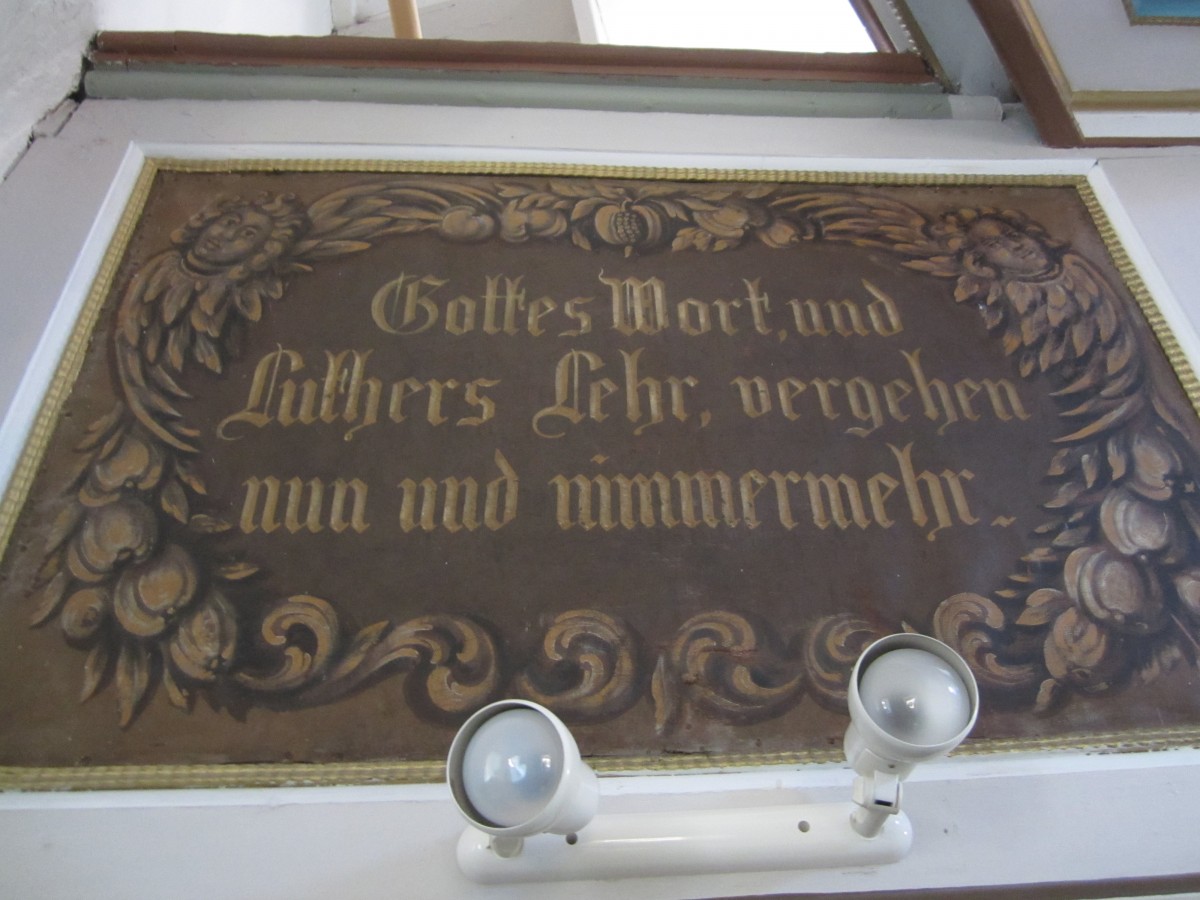 Gottes Wort, und
Luthers Lehr, vergehen
nun und nimmermehr.